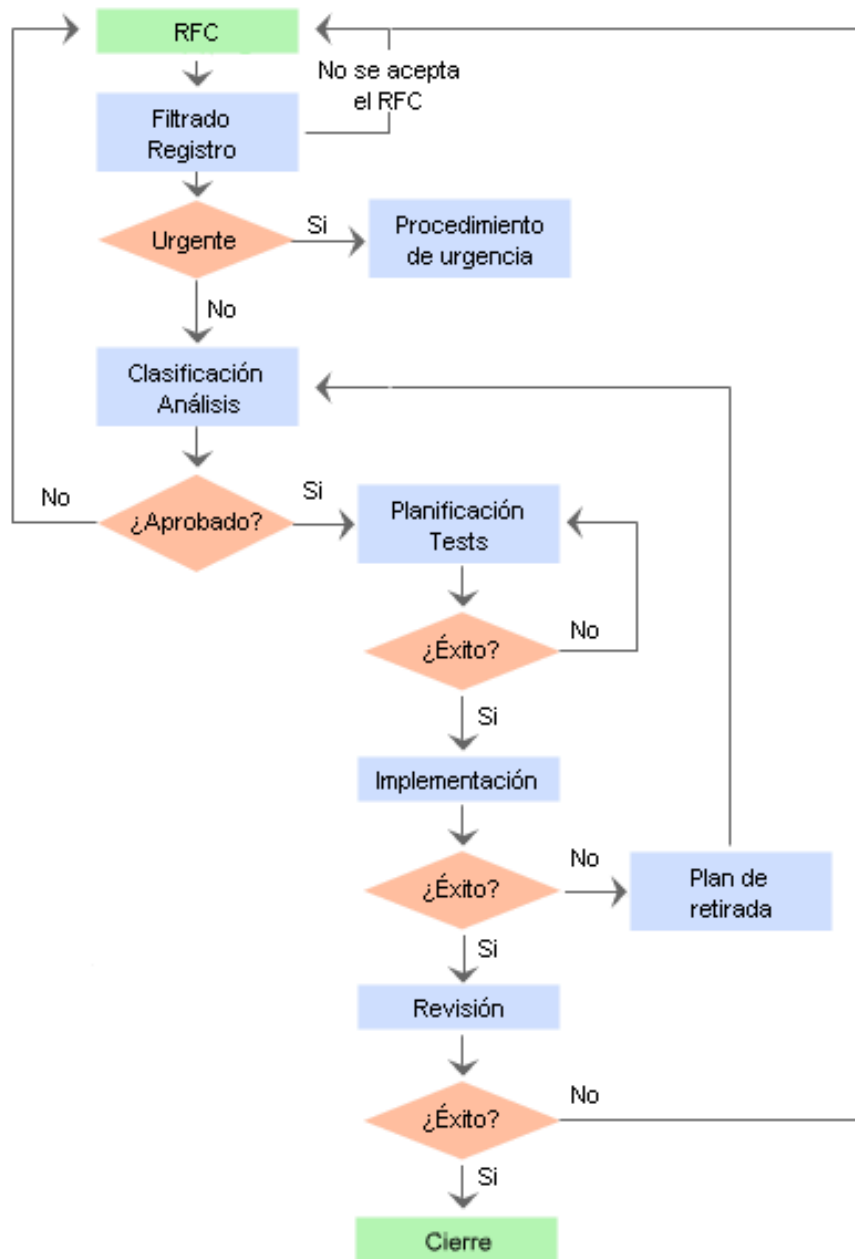 RFC
No se acepta
el RFC
Filtrado
Registro
Urgente
Si
Procedimiento
de urgencia
No
Clasificación
Análisis
No
¿Aprobado?
Si
Planificación
Tests
¿Éxito?
No
Si
Implementación
¿Éxito?
No
Plan de
retirada
Si
Revisión
¿Éxito?
No
Si
Cierre